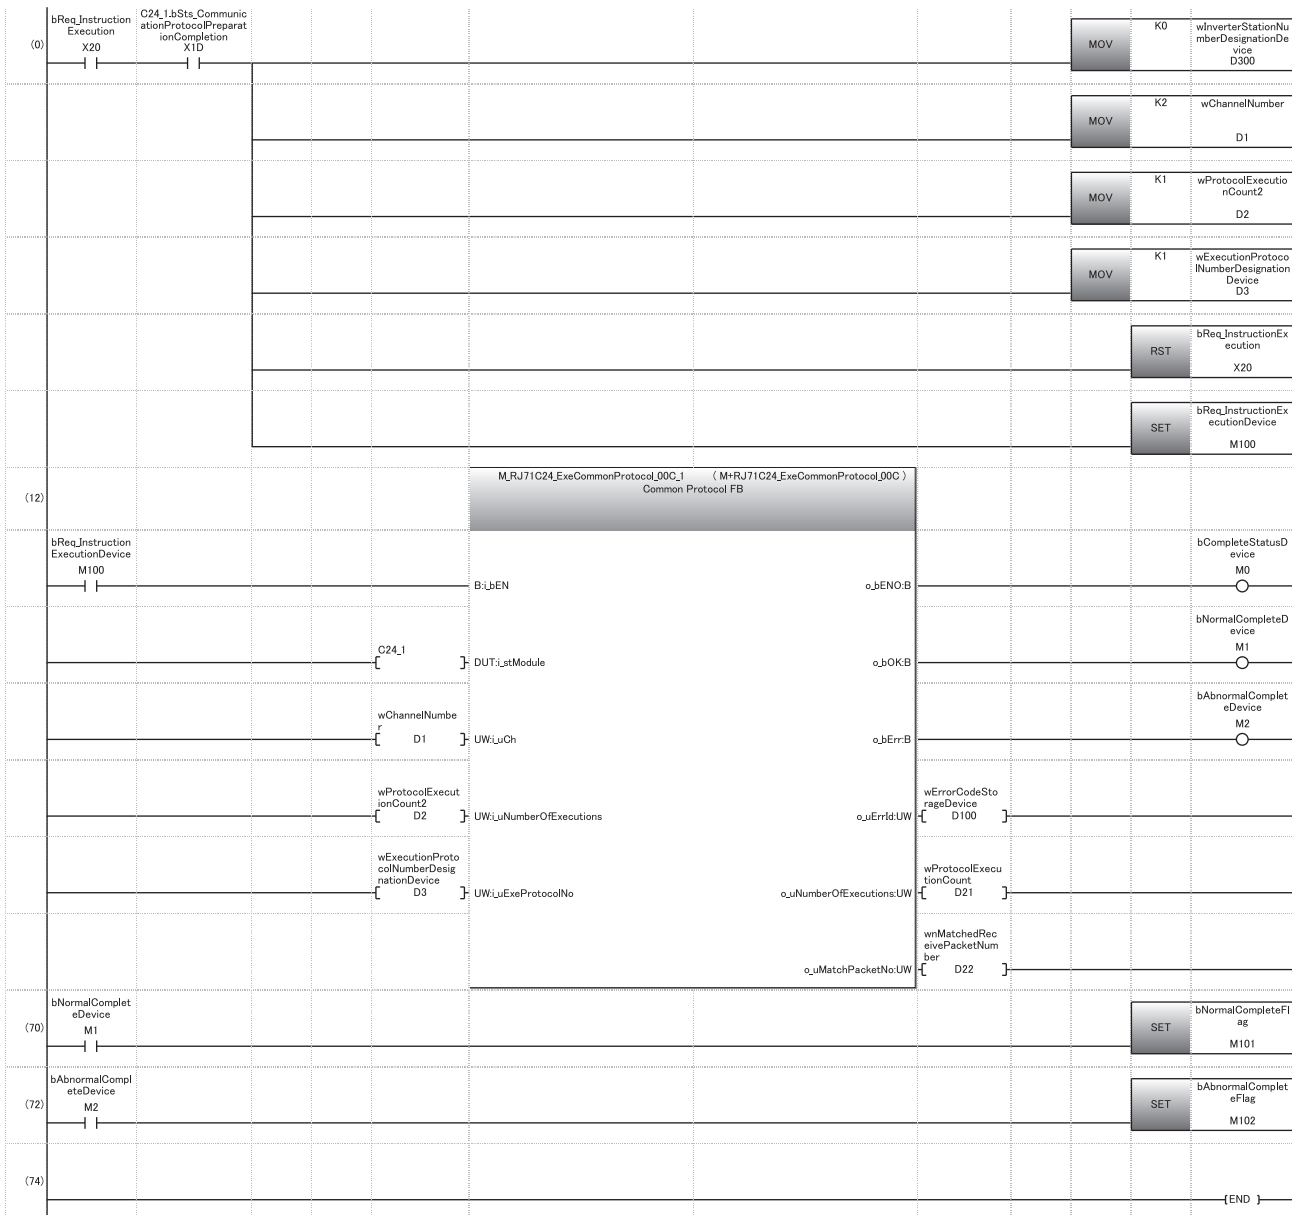 bReq_Instruction
Execution
X20
C24_1.bSts_Communic
ationProtocolPreparat
ionCompletion
X1D
(0)
MOV
K0
wInverterStationNu
mberDesignationDe
vice
D300
MOV
K2
wChannelNumber
D1
MOV
K1
wProtocolExecutio
nCount2
D2
MOV
K1
wExecutionProtoco
lNumberDesignation
Device
D3
RST
bReq_InstructionEx
ecution
X20
SET
bReq_InstructionEx
ecutionDevice
M100
(12)
M_RJ71C24_ExeCommonProtocol_00C_1 (M+RJ71C24_ExeCommonProtocol_00C)
Common Protocol FB
bReq_Instruction
ExecutionDevice
M100
B:i_bEN
o_bENO:B
bCompleteStatusD
evice
M0
C24_1
DUT:i_stModule
o_bOK:B
bNormalCompleteD
evice
M1
wChannelNumbe
r
D1
UW:i_uCh
o_bErr:B
bAbnormalComplet
eDevice
M2
wProtocolExecut
ionCount2
D2
UW:i_uNumberOfExecutions
o_uErrId:UW
wErrorCodeSto
rageDevice
D100
wExecutionProto
colNumberDesig
nationDevice
D3
UW:i_uExeProtocolNo
o_uNumberOfExecutions:UW
wProtocolExecu
tionCount
D21
o_uMatchPacketNo:UW
wnMatchedRec
eivePacketNum
ber
D22
(70)
bNormalComplet
eDevice
M1
SET
bNormalCompleteFl
ag
M101
(72)
bAbnormalCompl
eteDevice
M2
SET
bAbnormalComplet
eFlag
M102
(74)
END